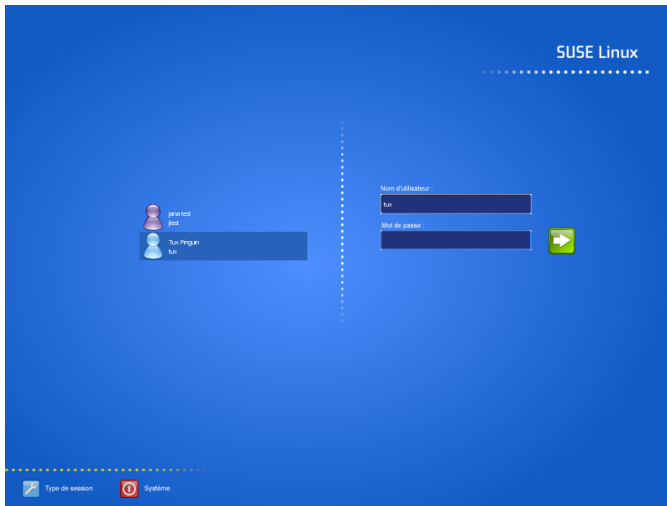 SUSE Linux
jana test
jtest
Tux Pinguin
tux
Nom d'utilisateur :
tux
Mot de passe :
Type de session
Système